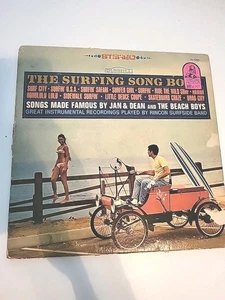 STEREO
THE SURFING SONG BO
SURF CITY - SURFIN' U.S.A. - SURFIN' SAFARI - SURFER GIRL - SURFIN' - RIDE THE WILD SURF
HONOLULU LULU - SIDEWALK SURFIN' - LITTLE DEUCE COUPE - SKATEBOARD CRAZE - DRAG CITY
SONGS MADE FAMOUS BY JAN & DEAN AND THE BEACH BOYS
GREAT INSTRUMENTAL RECORDINGS PLAYED BY RINCON SURFSIDE BAND